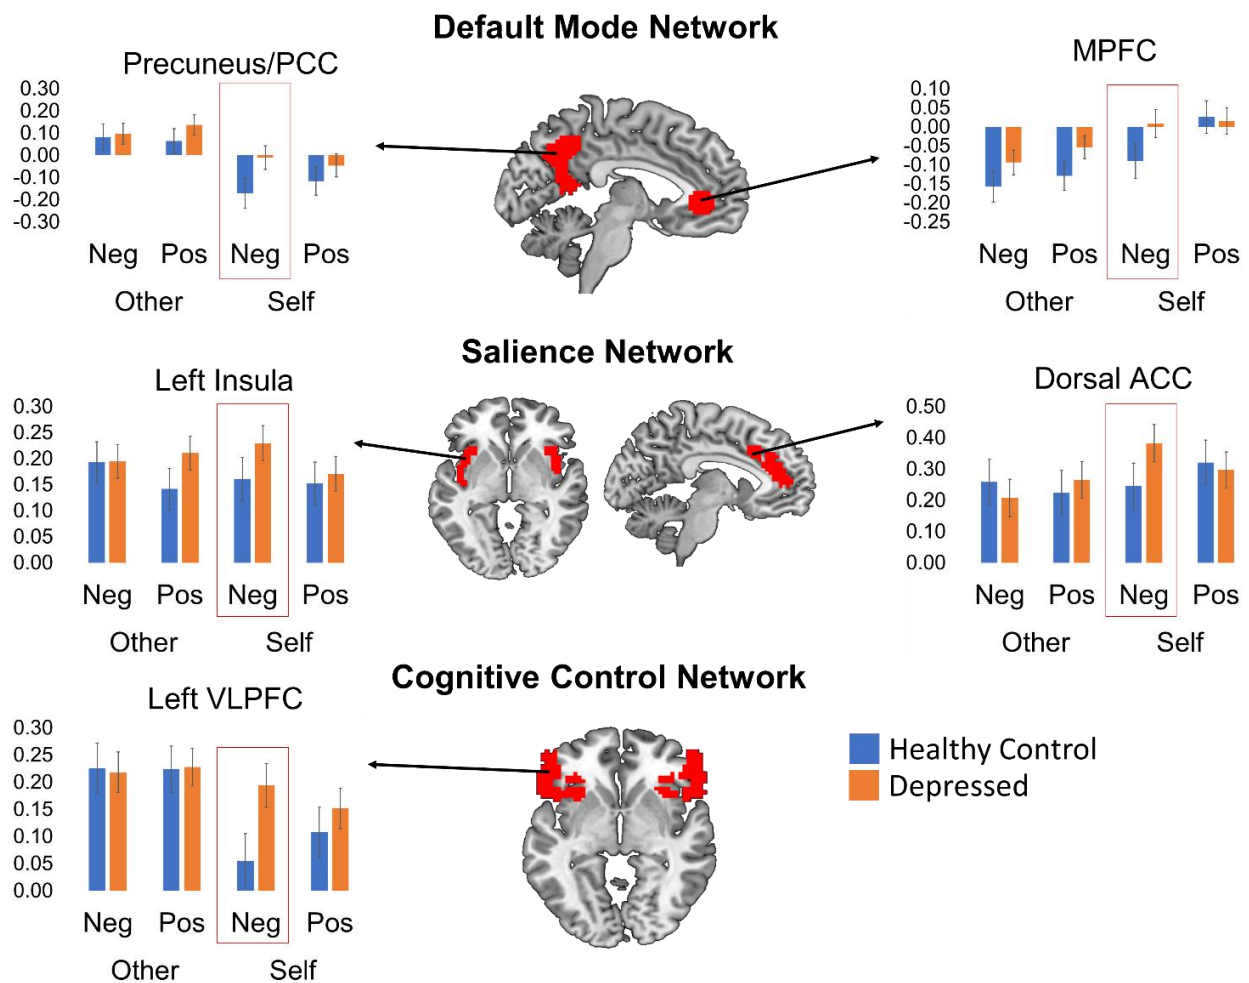 Default Mode Network
Precuneus/PCC
0.30
0.20
0.10
0.00
-0.10
-0.20
-0.30
Neg Pos Neg Pos
Other Self
MPFC
0.10
0.05
0.00
-0.05
-0.10
-0.15
-0.20
-0.25
Neg Pos Neg Pos
Other Self
Salience Network
Left Insula
0.30
0.25
0.20
0.15
0.10
0.05
0.00
Neg Pos Neg Pos
Other Self
Dorsal ACC
0.50
0.40
0.30
0.20
0.10
0.00
Neg Pos Neg Pos
Other Self
Cognitive Control Network
Left VLPFC
0.30
0.25
0.20
0.15
0.10
0.05
0.00
Neg Pos Neg Pos
Other Self
Healthy Control
Depressed